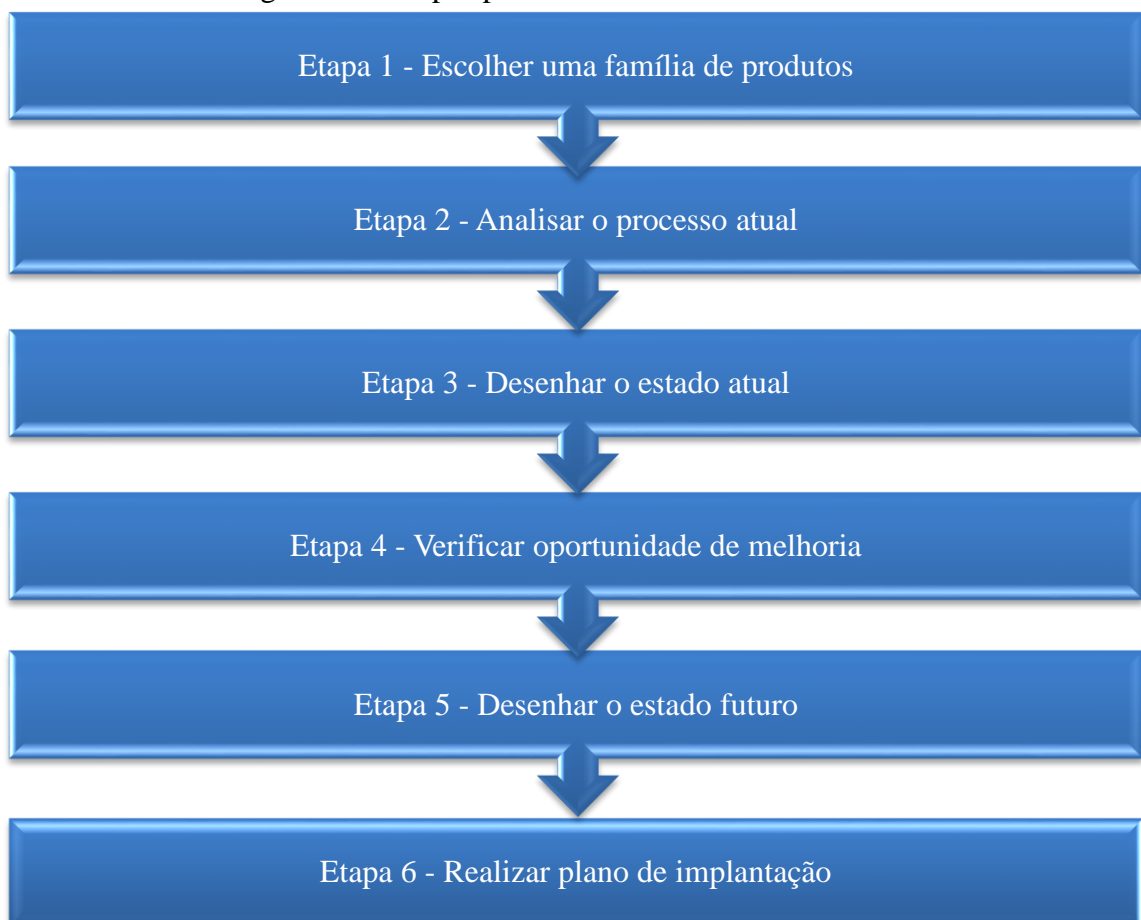 Etapa 1 - Escolher uma família de produtos
Etapa 2 - Analisar o processo atual
Etapa 3 - Desenhar o estado atual
Etapa 4 - Verificar oportunidade de melhoria
Etapa 5 - Desenhar o estado futuro
Etapa 6 - Realizar plano de implantação